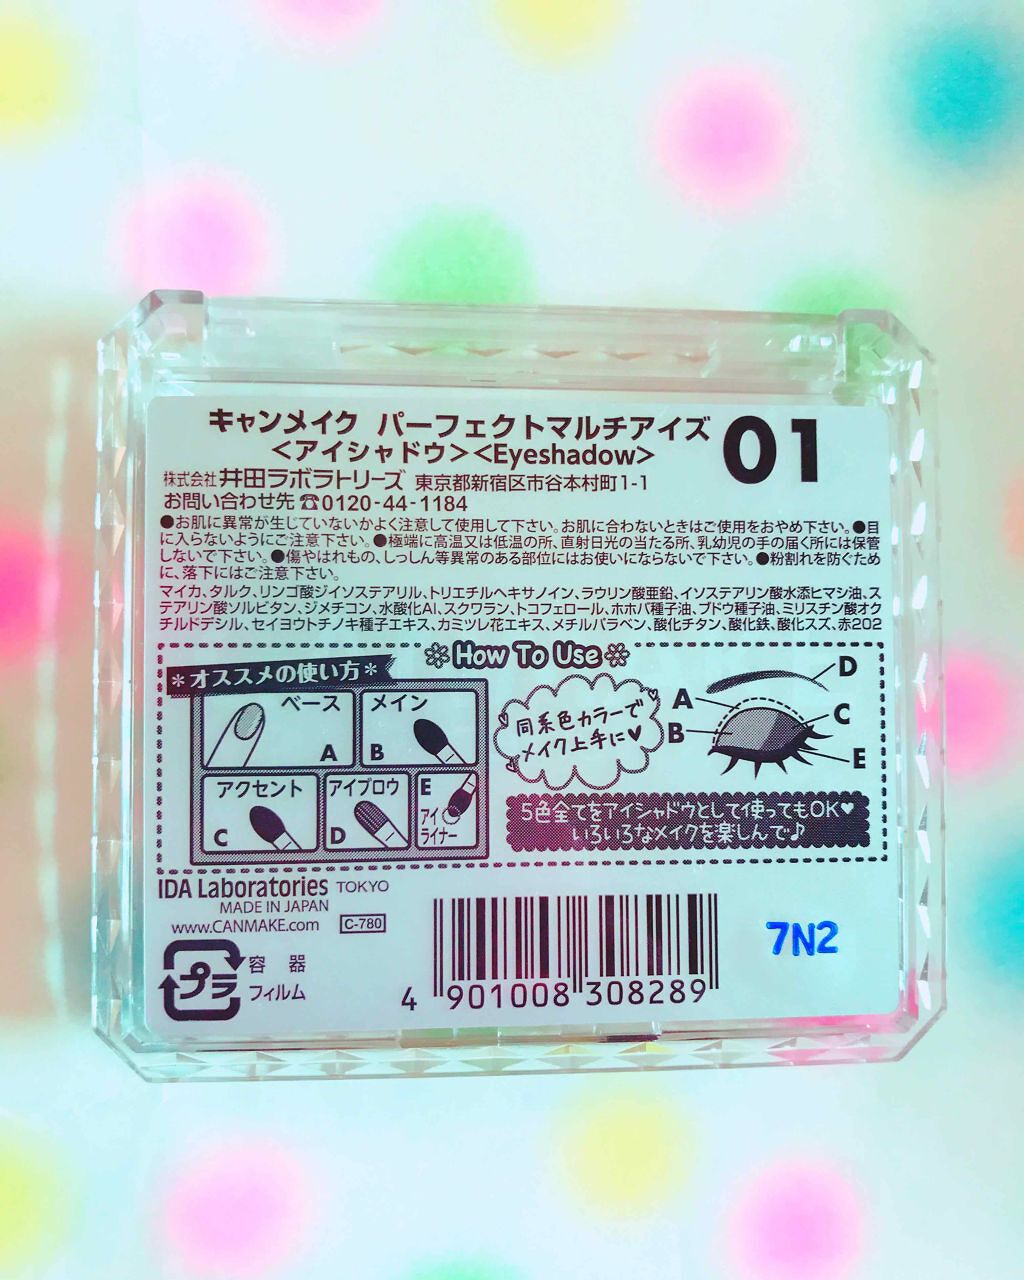 キャンメイク パーフェクトマルチアイズ
<アイシャドウ><Eyeshadow>
01
株式会社井田ラボラトリーズ 東京都新宿区市谷本村町1-1
お問い合わせ先☎0120-44-1184
●お肌に異常が生じていないかよく注意して使用して下さい。お肌に合わないときはご使用をおやめ下さい。●目
に入らないようにご注意下さい。●極端に高温又は低温の所、直射日光の当たる所、乳幼児の手の届く所には保管
しないで下さい。●傷やはれもの、しっしん等異常のある部位にはお使いにならないで下さい。●粉割れを防ぐため
に、落下にはご注意下さい。
マイカ、タルク、リンゴ酸ジイソステアリル、トリエチルヘキサノイン、ラウリン酸亜鉛、イソステアリン酸水添ヒマシ油、ス
テアリン酸ソルビタン、ジメチコン、水酸化Al、スクワラン、トコフェロール、ホホバ種子油、ブドウ種子油、ミリスチン酸オク
チルドデシル、セイヨウトチノキ種子エキス、カミツレ花エキス、メチルパラベン、酸化チタン、酸化鉄、酸化スズ、赤202
How To Use
*オススメの使い方*
ベース
A
メイン
B
アクセント
C
アイブロウ
D
E
アイ
ライナー
同系色カラーで
メイク上手に♥
A
B
D
C
E
5色全てをアイシャドウとして使ってもOK♥
いろいろなメイクを楽しんで♪
IDA Laboratories TOKYO
MADE IN JAPAN
www.CANMAKE.com C-780
プラ
容器
フィルム
4 901008 308289
7N2